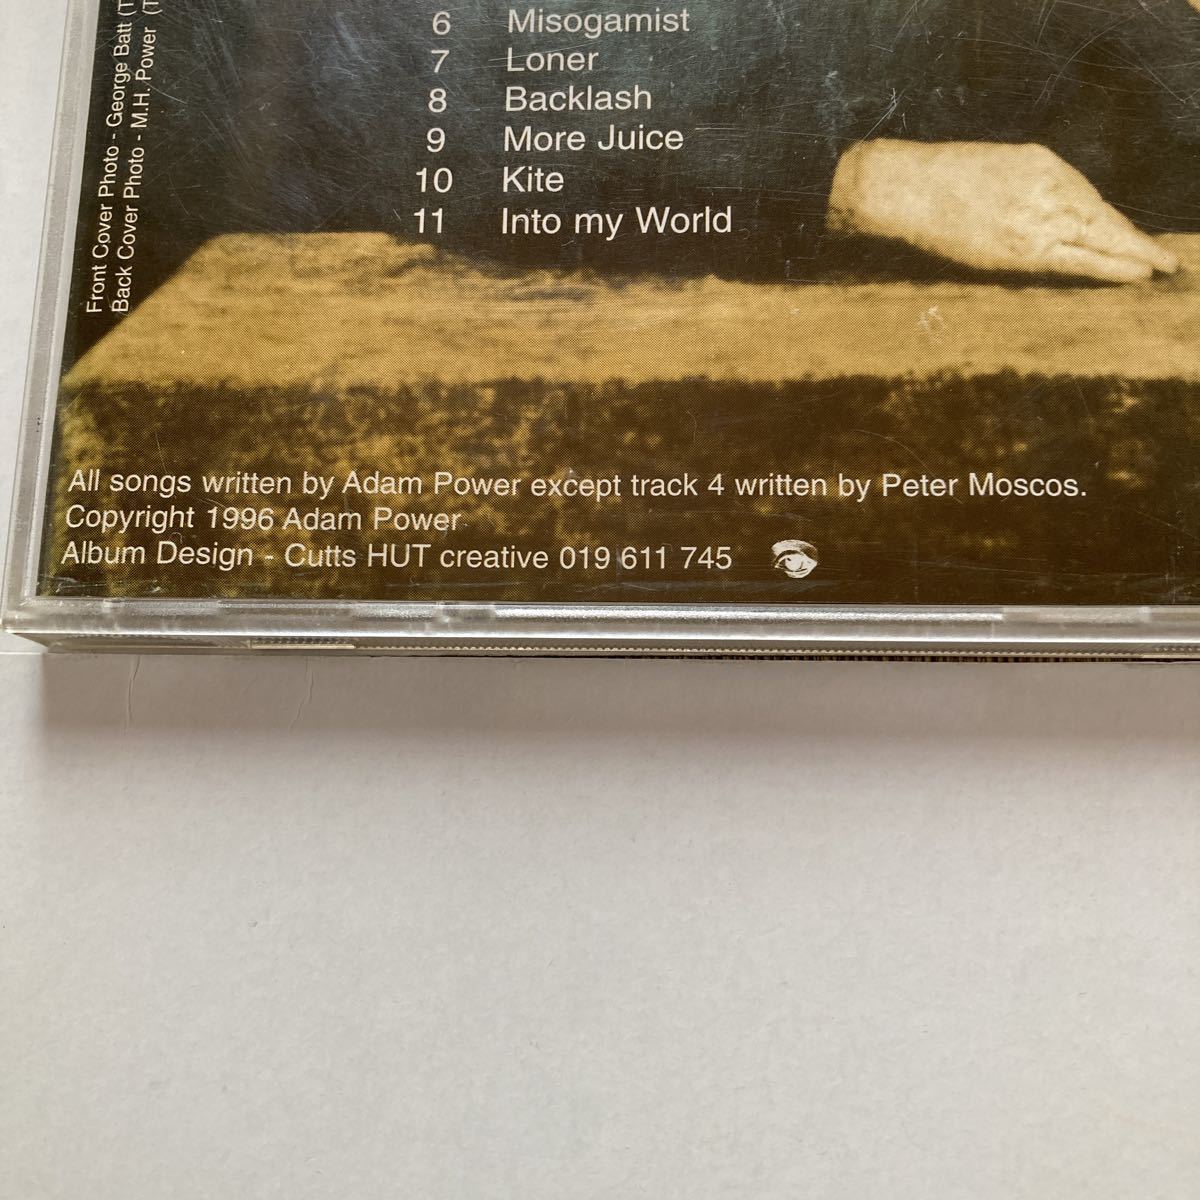 6 Misogamist
7 Loner
8 Backlash
9 More Juice
10 Kite
11 Into my World
Front Cover Photo - George Batt (T
Back Cover Photo - M.H. Power (T
All songs written by Adam Power except track 4 written by Peter Moscos.
Copyright 1996 Adam Power
Album Design - Cutts HUT creative 019 611 745